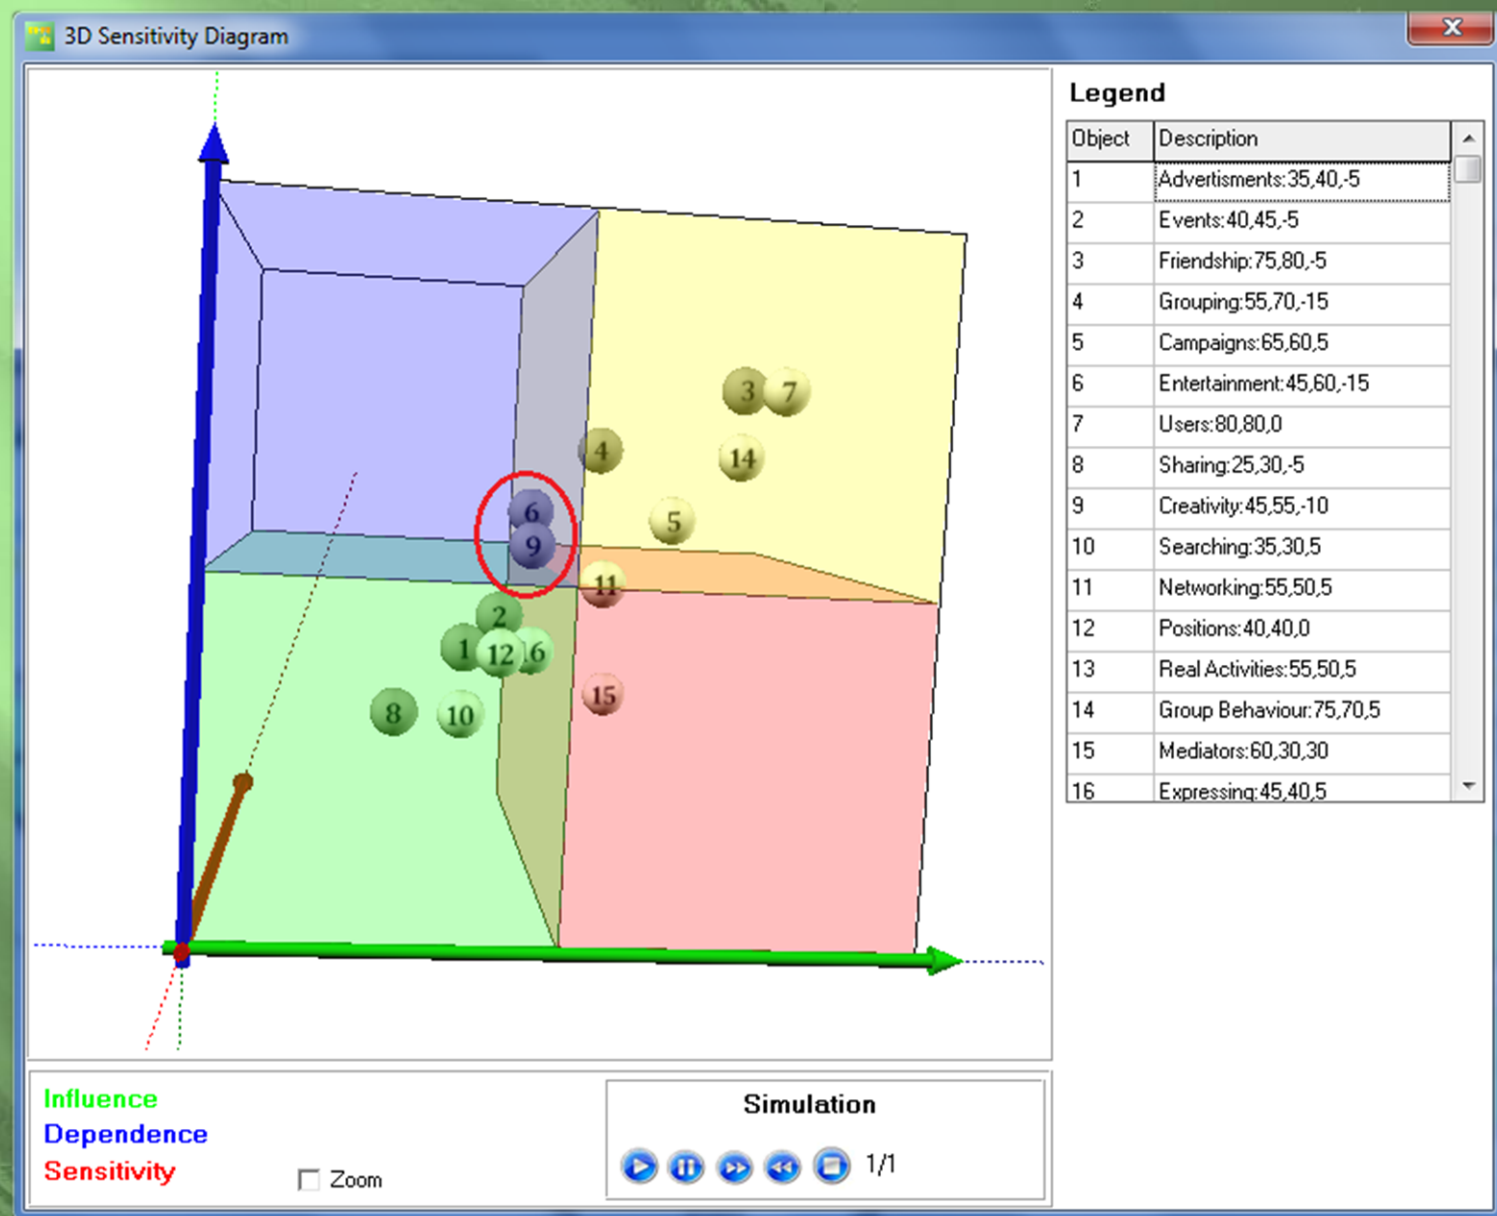 3D Sensitivity Diagram
Legend
Object Description
1 Advertisments:35,40,-5
2 Events:40,45,-5
3 Friendship:75,80,-5
4 Grouping:55,70,-15
5 Campaigns:65,60,5
6 Entertainment:45,60,-15
7 Users:80,80,0
8 Sharing:25,30,-5
9 Creativity:45,55,-10
10 Searching:35,30,5
11 Networking:55,50,5
12 Positions:40,40,0
13 Real Activities:55,50,5
14 Group Behaviour:75,70,5
15 Mediators:60,30,30
16 Expressing:45,40,5
3 7
4 14
6 5
9
11
2
1 12 16
15
8 10
Influence
Dependence
Sensitivity
Zoom
Simulation
1/1